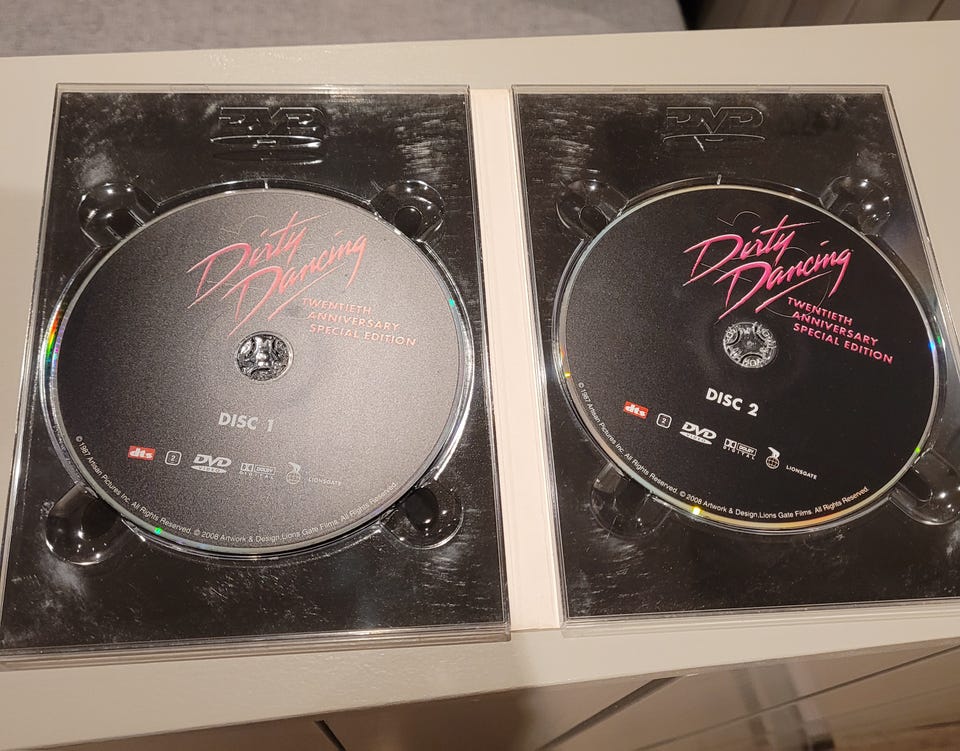 DVD
Dirty
Dancing
TWENTIETH
ANNIVERSARY
SPECIAL EDITION
DISC 1
dts 2 DVD VIDEO DOLBY DIGITAL LIONSGATE
© 1987 Artisan Pictures Inc. All Rights Reserved. © 2008 Artwork & Design, Lions Gate Films. All Rights Reserved.
DVD
Dirty
Dancing
TWENTIETH
ANNIVERSARY
SPECIAL EDITION
DISC 2
dts 2 DVD VIDEO DOLBY DIGITAL LIONSGATE
© 1987 Artisan Pictures Inc. All Rights Reserved. © 2008 Artwork & Design,Lions Gate Films. All Rights Reserved.